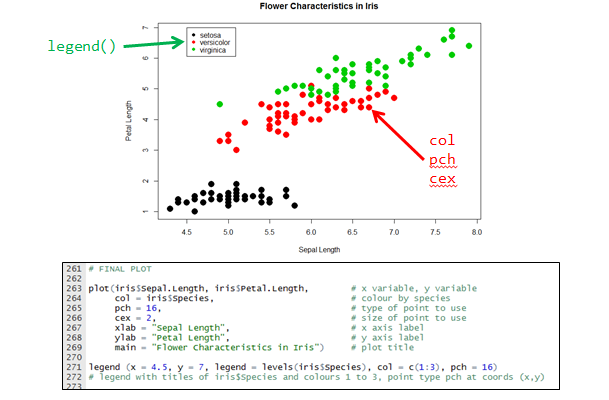 Flower Characteristics in Iris
legend()
setosa
versicolor
virginica
7
6
5
4
3
2
1
Petal Length
col
pch
cex
4.5 5.0 5.5 6.0 6.5 7.0 7.5 8.0
Sepal Length
261 # FINAL PLOT
262
263 plot(iris$Sepal.Length, iris$Petal.Length, # x variable, y variable
264 col = iris$Species, # colour by species
265 pch = 16, # type of point to use
266 cex = 2, # size of point to use
267 xlab = "Sepal Length", # x axis label
268 ylab = "Petal Length", # y axis label
269 main = "Flower Characteristics in Iris") # plot title
270
271 legend (x = 4.5, y = 7, legend = levels(iris$Species), col = c(1:3), pch = 16)
272 # legend with titles of iris$Species and colours 1 to 3, point type pch at coords (x,y)
273